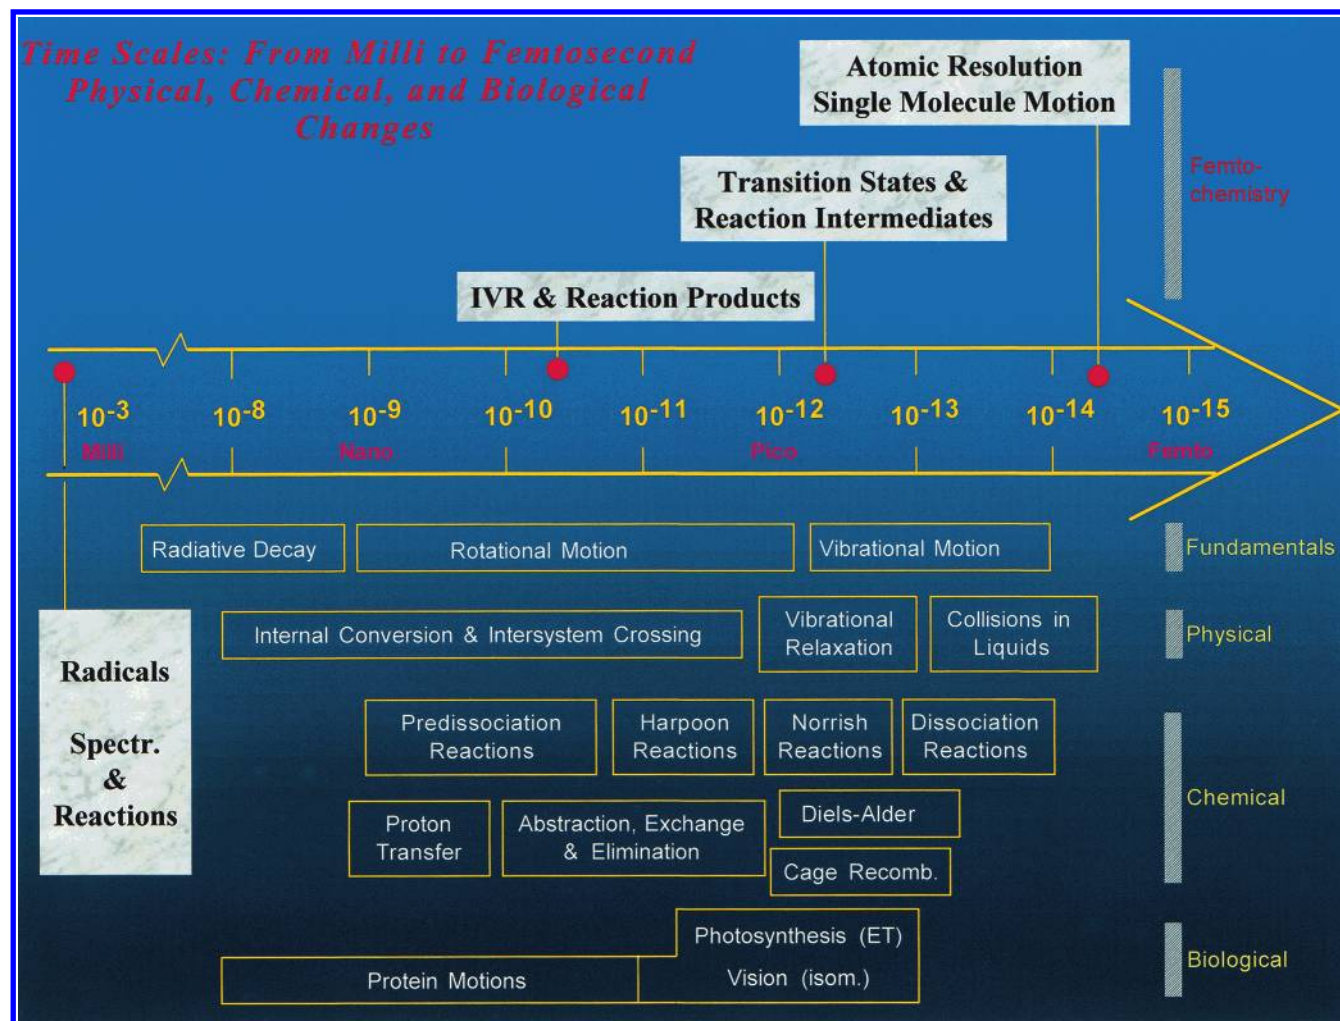 Time Scales: From Milli to Femtosecond
Physical, Chemical, and Biological
Changes
Atomic Resolution
Single Molecule Motion
Femto-
chemistry
Transition States &
Reaction Intermediates
IVR & Reaction Products
10-3 10-8 10-9 10-10 10-11 10-12 10-13 10-14 10-15
Milli Nano Pico Femto
Radiative Decay Rotational Motion Vibrational Motion Fundamentals
Internal Conversion & Intersystem Crossing
Vibrational
Relaxation
Collisions in
Liquids
Physical
Radicals
Spectr.
&
Reactions
Predissociation
Reactions
Harpoon
Reactions
Norrish
Reactions
Dissociation
Reactions
Chemical
Proton
Transfer
Abstraction, Exchange
& Elimination
Diels-Alder
Cage Recomb.
Protein Motions
Photosynthesis (ET)
Vision (isom.)
Biological